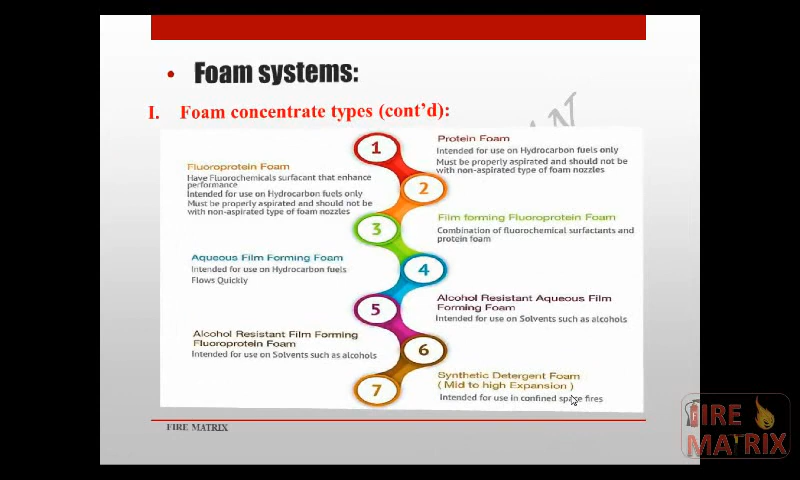 • Foam systems:
I. Foam concentrate types (cont'd):
1
Protein Foam
Intended for use on Hydrocarbon fuels only
Must be properly aspirated and should not be
with non-aspirated type of foam nozzles
Fluoroprotein Foam
Have Fluorochemicals surfacant that enhance
performance
Intended for use on Hydrocarbon fuels only
Must be properly aspirated and should not be
with non-aspirated type of foam nozzles
2
3
Film forming Fluoroprotein Foam
Combination of fluorochemical surfactants and
protein foam
Aqueous Film Forming Foam
Intended for use on Hydrocarbon fuels
Flows Quickly
4
5
Alcohol Resistant Aqueous Film
Forming Foam
Intended for use on Solvents such as alcohols
Alcohol Resistant Film Forming
Fluoroprotein Foam
Intended for use on Solvents such as alcohols
6
7
Synthetic Detergent Foam
( Mid to high Expansion )
Intended for use in confined space fires
FIRE MATRIX
FIRE
MATRIX